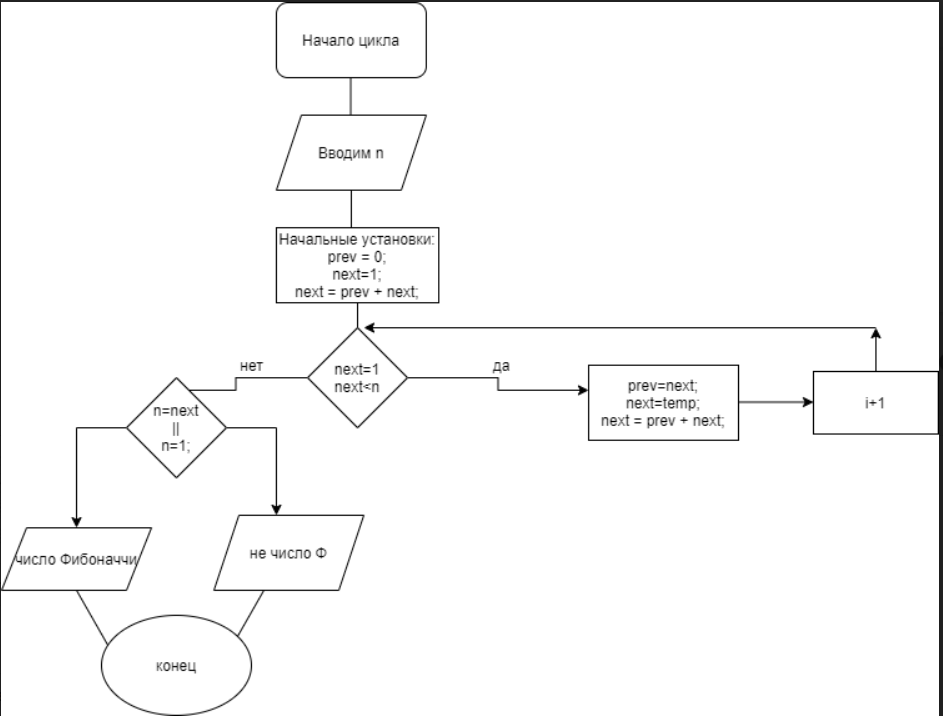 Начало цикла
Вводим n
Начальные установки:
prev = 0;
next=1;
next = prev + next;
нет
next=1
next<n
да
prev=next;
next=temp;
next = prev + next;
i+1
n=next
||
n=1;
число Фибоначчи
не число Ф
конец